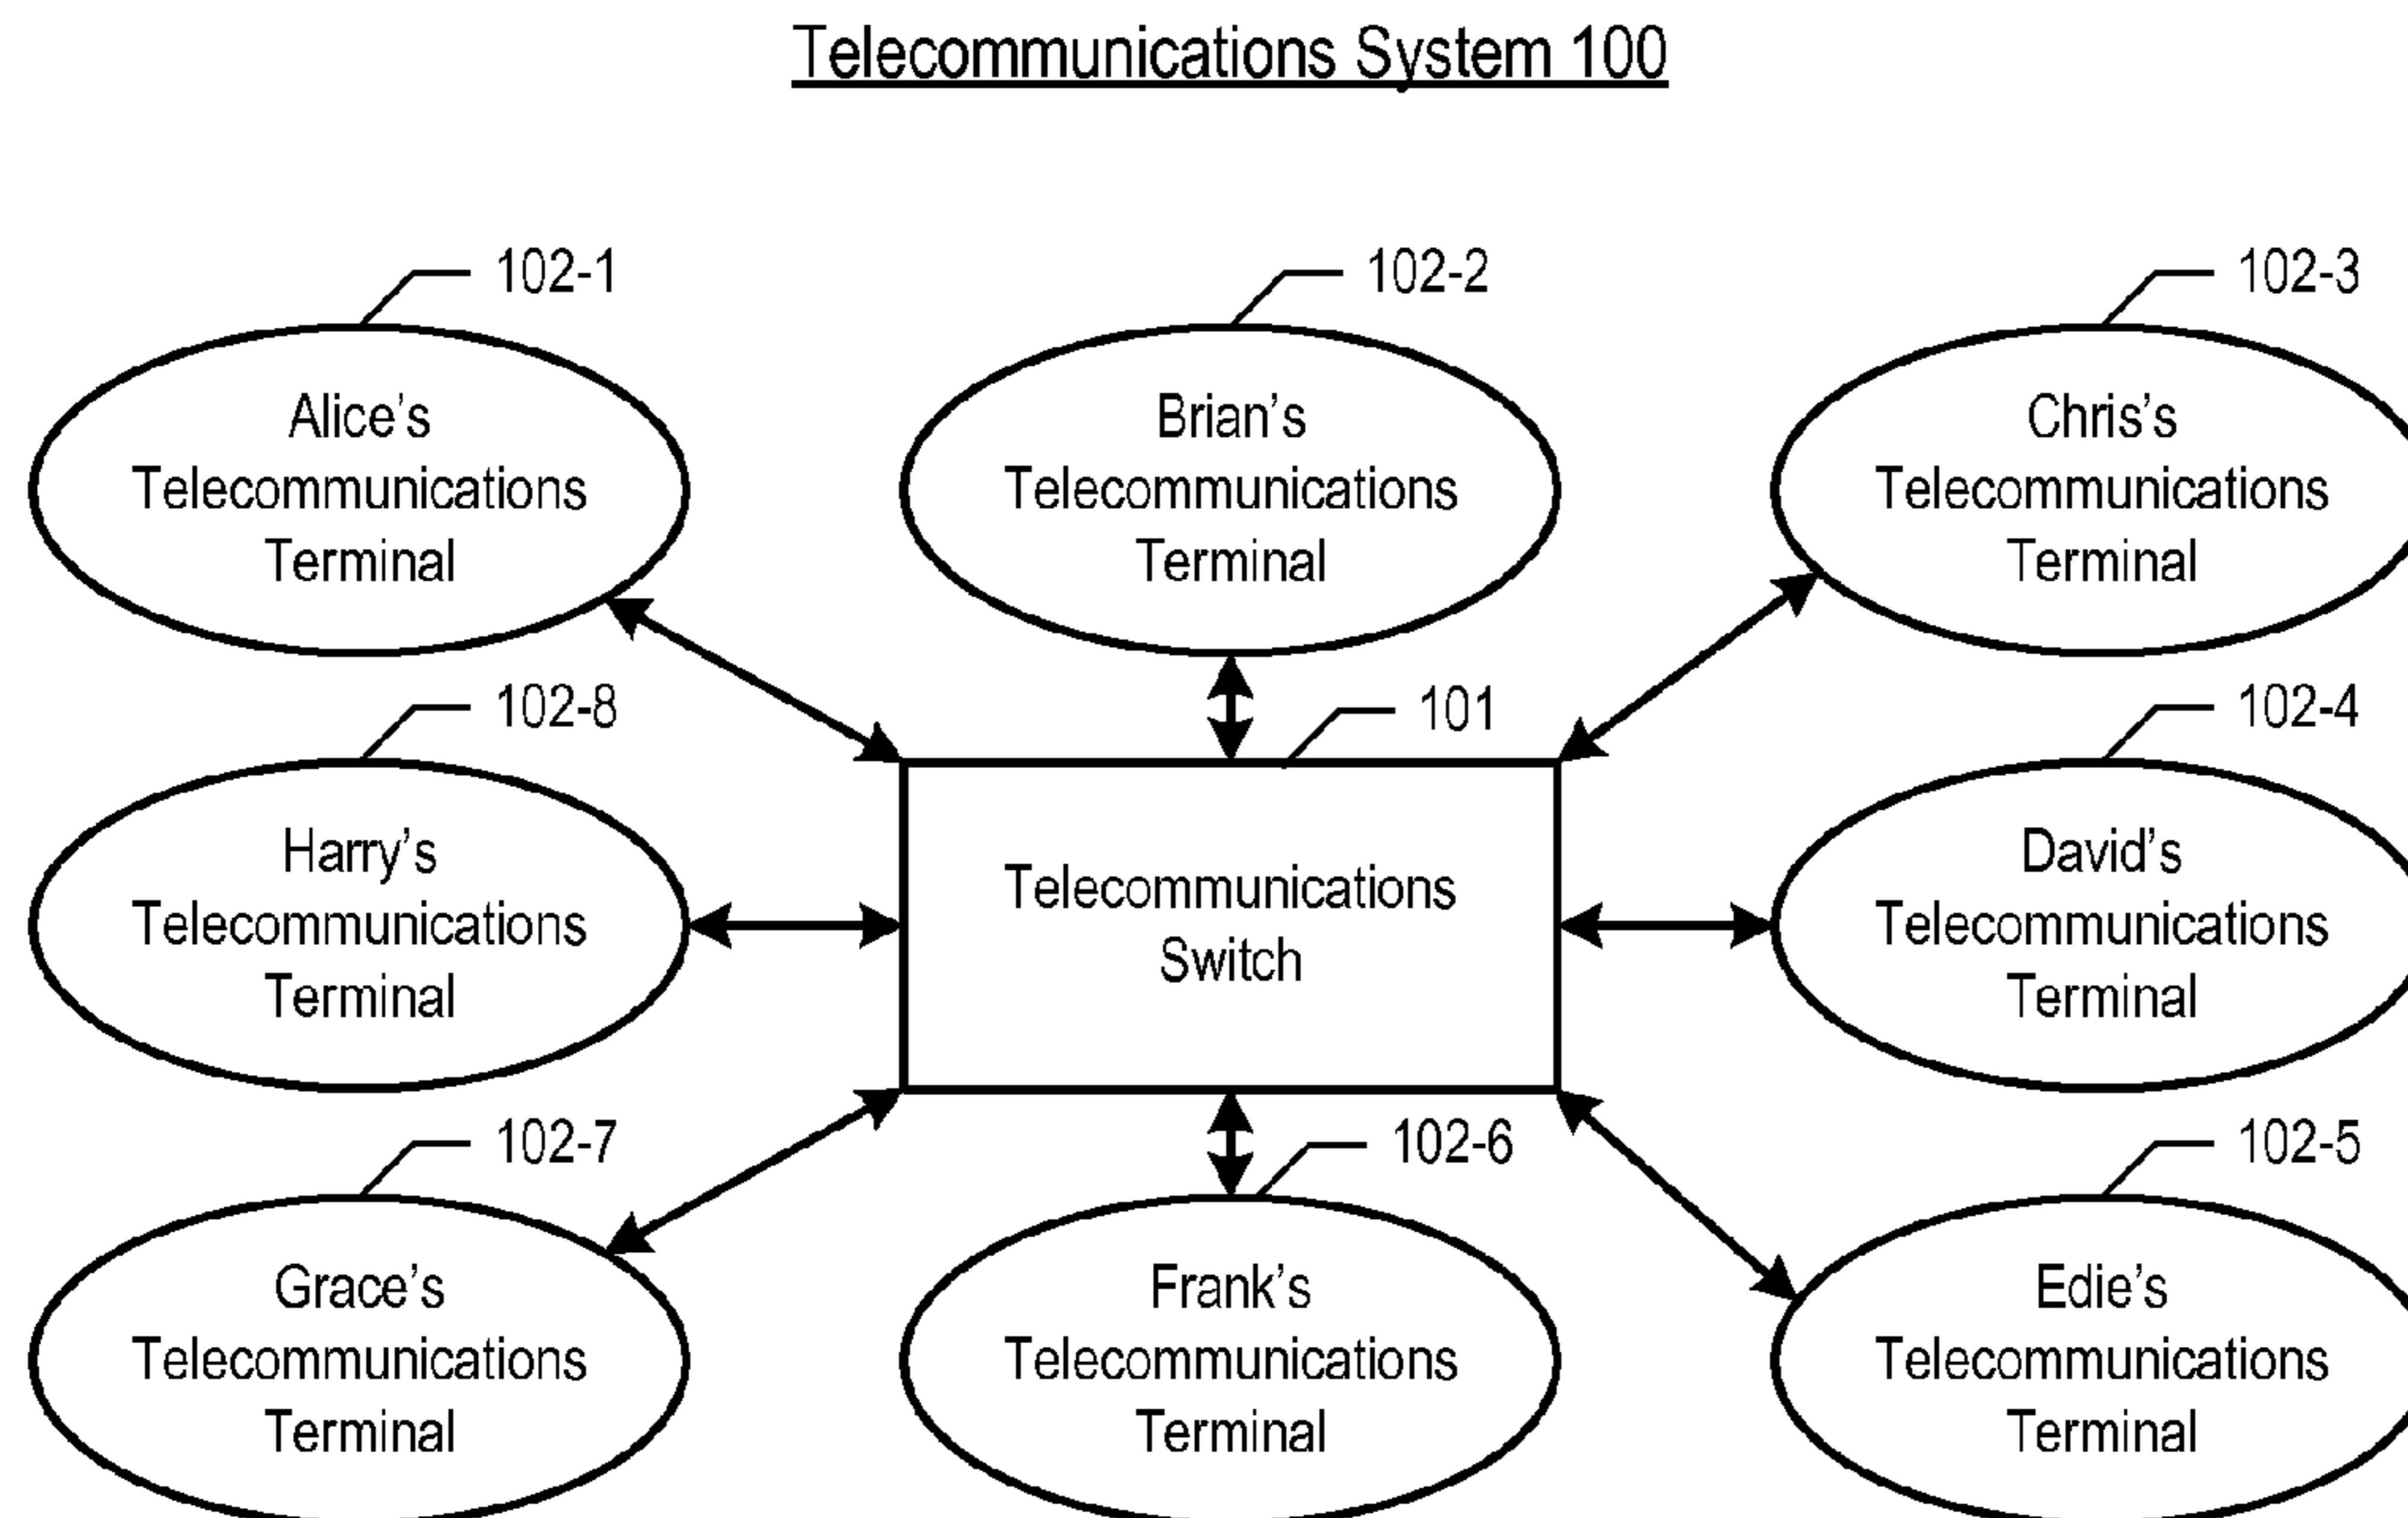 Telecommunications System 100
102-1
102-2
102-3
Alice's
Telecommunications
Terminal
Brian's
Telecommunications
Terminal
Chris's
Telecommunications
Terminal
102-8
101
102-4
Harry's
Telecommunications
Terminal
Telecommunications
Switch
David's
Telecommunications
Terminal
102-7
102-6
102-5
Grace's
Telecommunications
Terminal
Frank's
Telecommunications
Terminal
Edie's
Telecommunications
Terminal